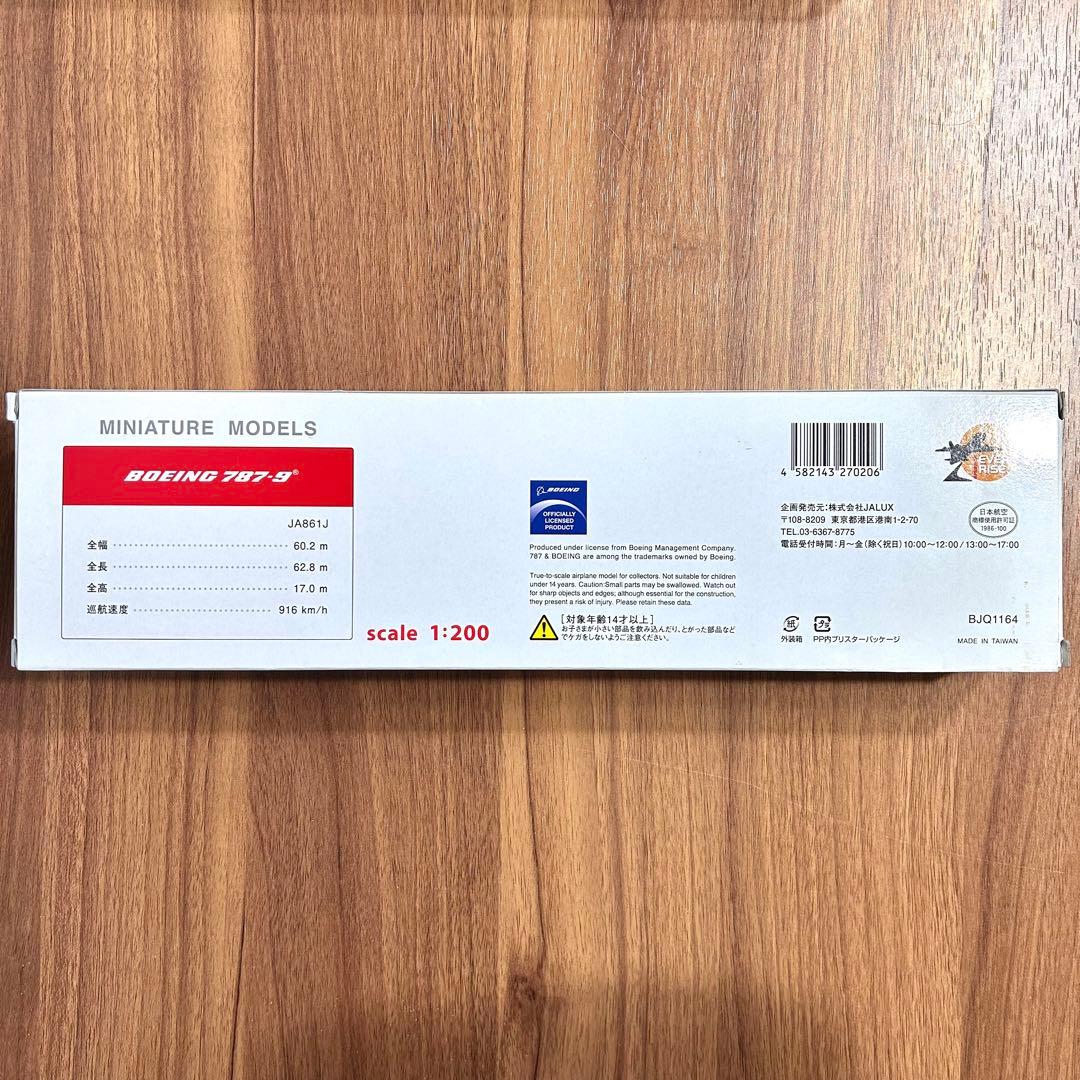 MINIATURE MODELS
BOEING 787-9®
JA861J
全幅 60.2 m
全長 62.8 m
全高 17.0 m
巡航速度 916 km/h
scale 1:200
BOEING
OFFICIALLY
LICENSED
PRODUCT
Produced under license from Boeing Management Company.
787 & BOEING are among the trademarks owned by Boeing.
True-to-scale airplane model for collectors. Not suitable for children
under 14 years. Caution:Small parts may be swallowed. Watch out
for sharp objects and edges; although essential for the construction,
they present a risk of injury. Please retain these data.
[対象年齢14才以上]
お子さまが小さい部品を飲み込んだり、とがった部品など
でケガをしないようご注意ください。
4 582143 270206
EVER
RISE
企画発売元:株式会社JALUX
〒108-8209 東京都港区港南1-2-70
TEL.03-6367-8775
電話受付時間:月〜金(除く祝日)10:00〜12:00/13:00〜17:00
日本航空
商標使用許可証
1986-100
紙
外装箱
プラ
PP内ブリスターパッケージ
BJQ1164
MADE IN TAIWAN